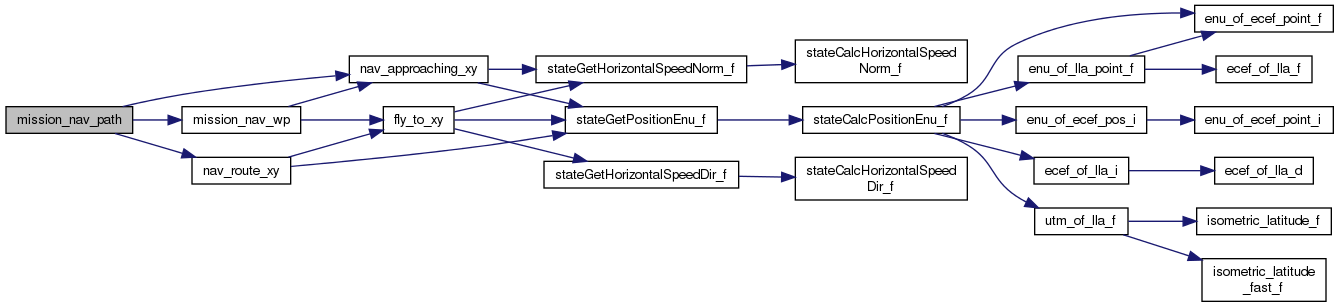 mission_nav_path
nav_approaching_xy
mission_nav_wp
nav_route_xy
fly_to_xy
stateGetHorizontalSpeedNorm_f
stateGetPositionEnu_f
stateGetHorizontalSpeedDir_f
stateCalcHorizontalSpeed
Norm_f
stateCalcPositionEnu_f
stateCalcHorizontalSpeed
Dir_f
enu_of_ecef_point_f
enu_of_lla_point_f
ecef_of_lla_f
enu_of_ecef_pos_i
enu_of_ecef_point_i
ecef_of_lla_i
ecef_of_lla_d
utm_of_lla_f
isometric_latitude_f
isometric_latitude
_fast_f